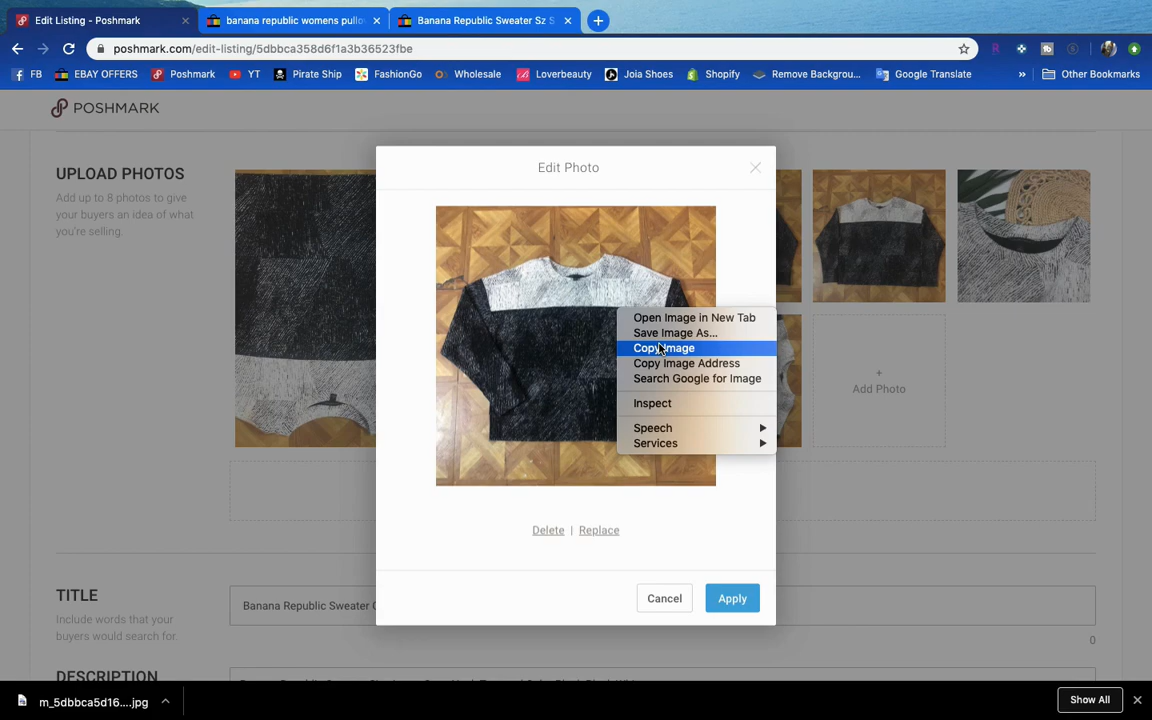 Edit Listing - Poshmark
banana republic womens pullov
Banana Republic Sweater Sz S
poshmark.com/edit-listing/5dbbca358d6f1a3b36523fbe
FB
EBAY OFFERS
Poshmark
YT
Pirate Ship
FashionGo
Wholesale
Loverbeauty
Joia Shoes
Shopify
Remove Backgrou...
Google Translate
»
Other Bookmarks
POSHMARK
UPLOAD PHOTOS
Add up to 8 photos to give
your buyers an idea of what
you're selling.
Edit Photo
Open Image in New Tab
Save Image As...
Copy Image
Copy Image Address
Search Google for Image
Inspect
Speech
Services
+
Add Photo
Delete | Replace
Cancel
Apply
TITLE
Include words that your
buyers would search for.
Banana Republic Sweater
0
DESCRIPTION
m_5dbbca5d16....jpg
Show All